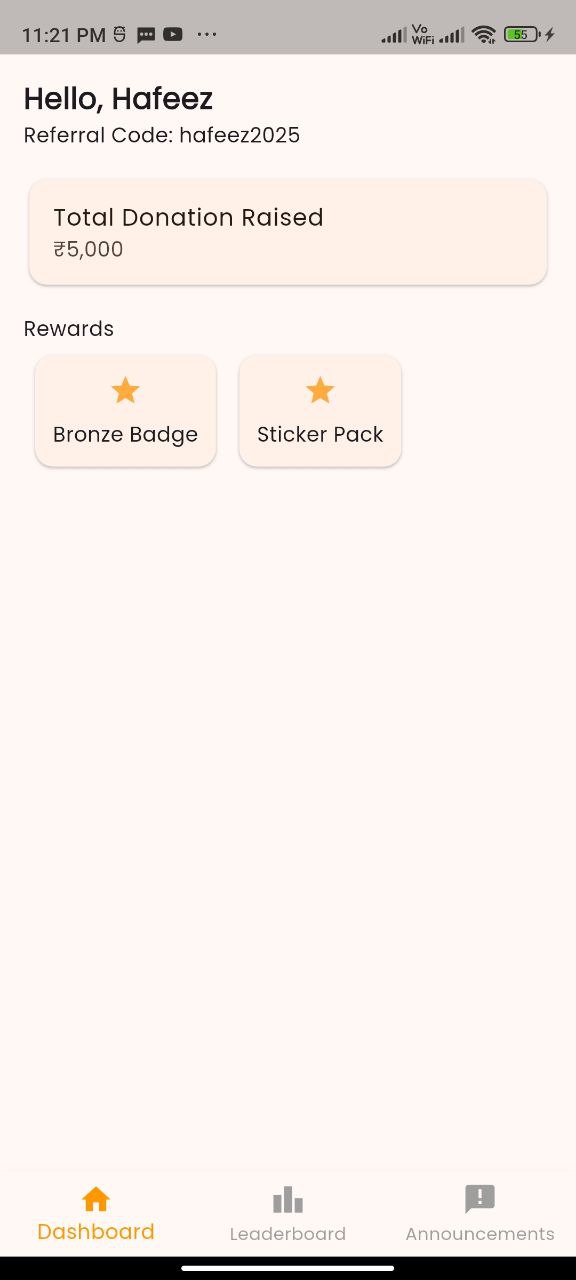 11:21 PM
Vo
WiFi
55
Hello, Hafeez
Referral Code: hafeez2025
Total Donation Raised
₹5,000
Rewards
Bronze Badge
Sticker Pack
Dashboard
Leaderboard
Announcements